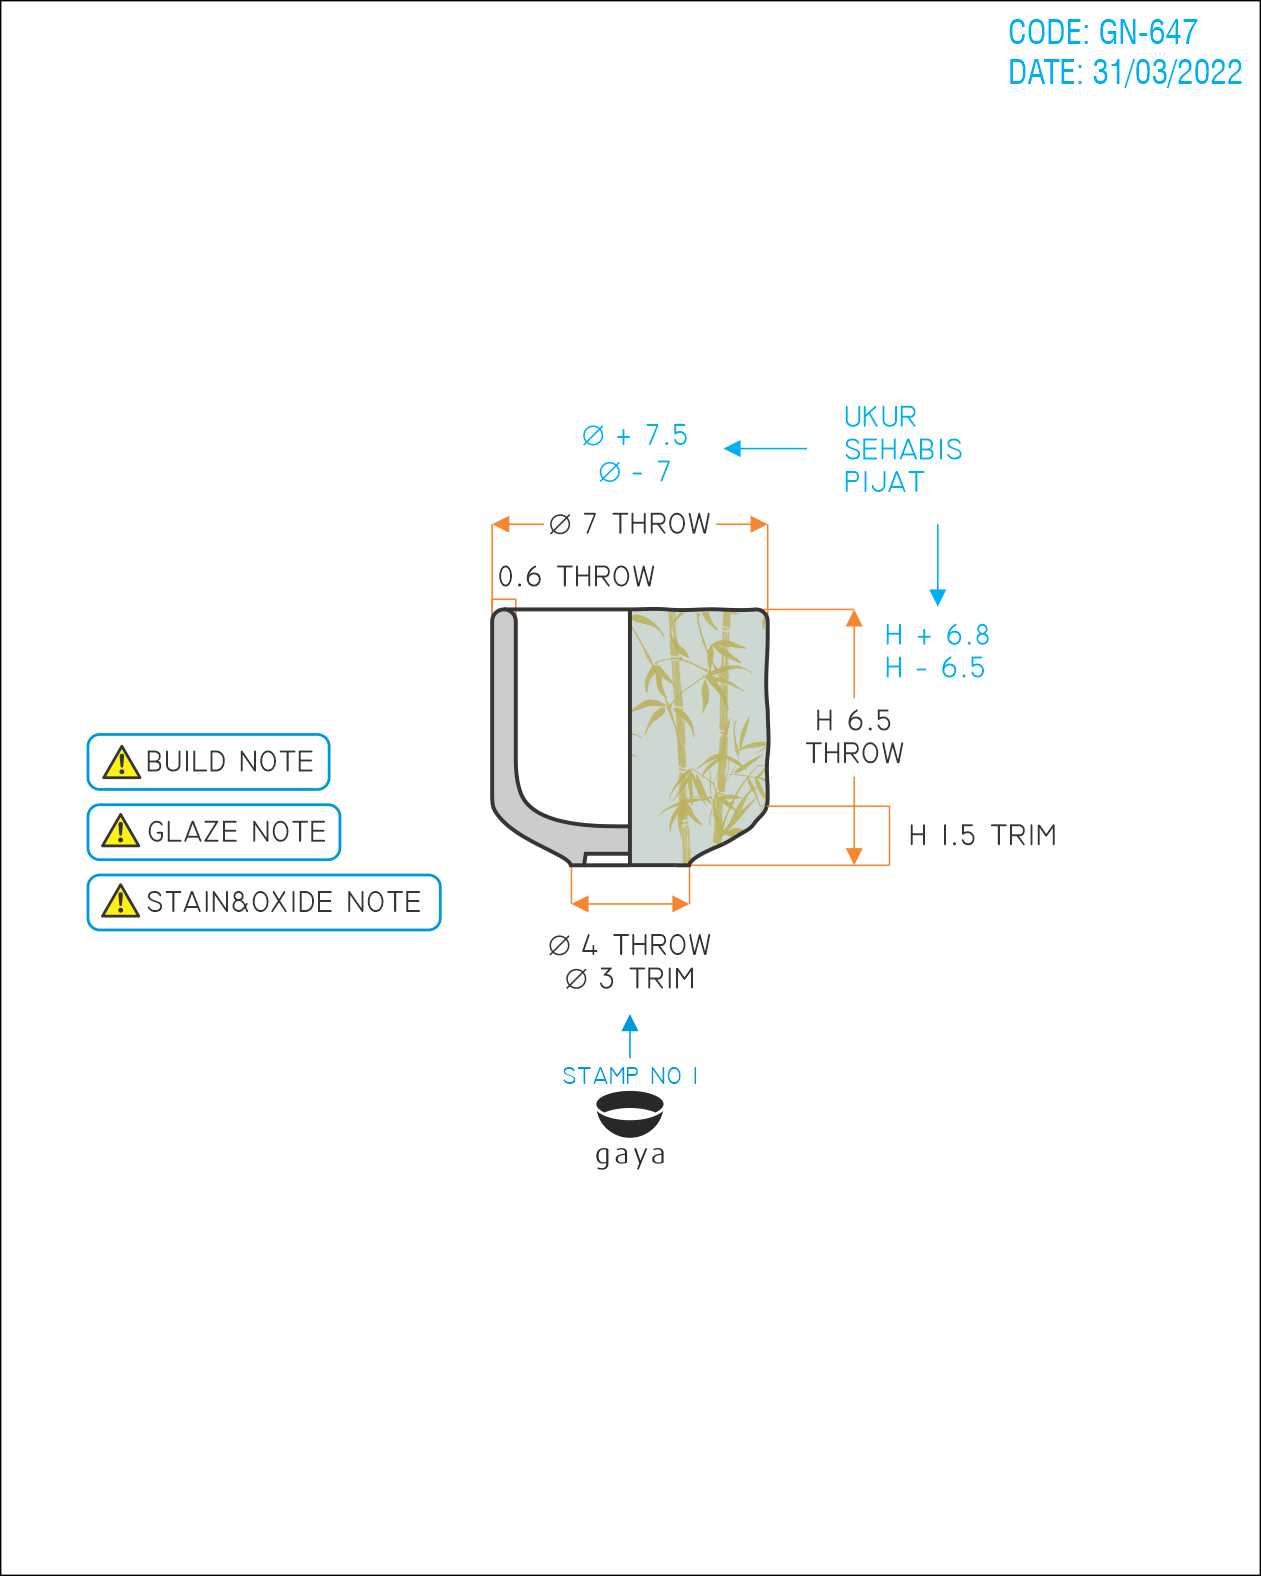 CODE: GN-647
DATE: 31/03/2022
UKUR
SEHABIS
PIJAT
Ø + 7.5
Ø - 7
Ø 7 THROW
0.6 THROW
H + 6.8
H - 6.5
H 6.5
THROW
BUILD NOTE
GLAZE NOTE
STAIN&OXIDE NOTE
H 1.5 TRIM
Ø 4 THROW
Ø 3 TRIM
STAMP NO 1
gaya